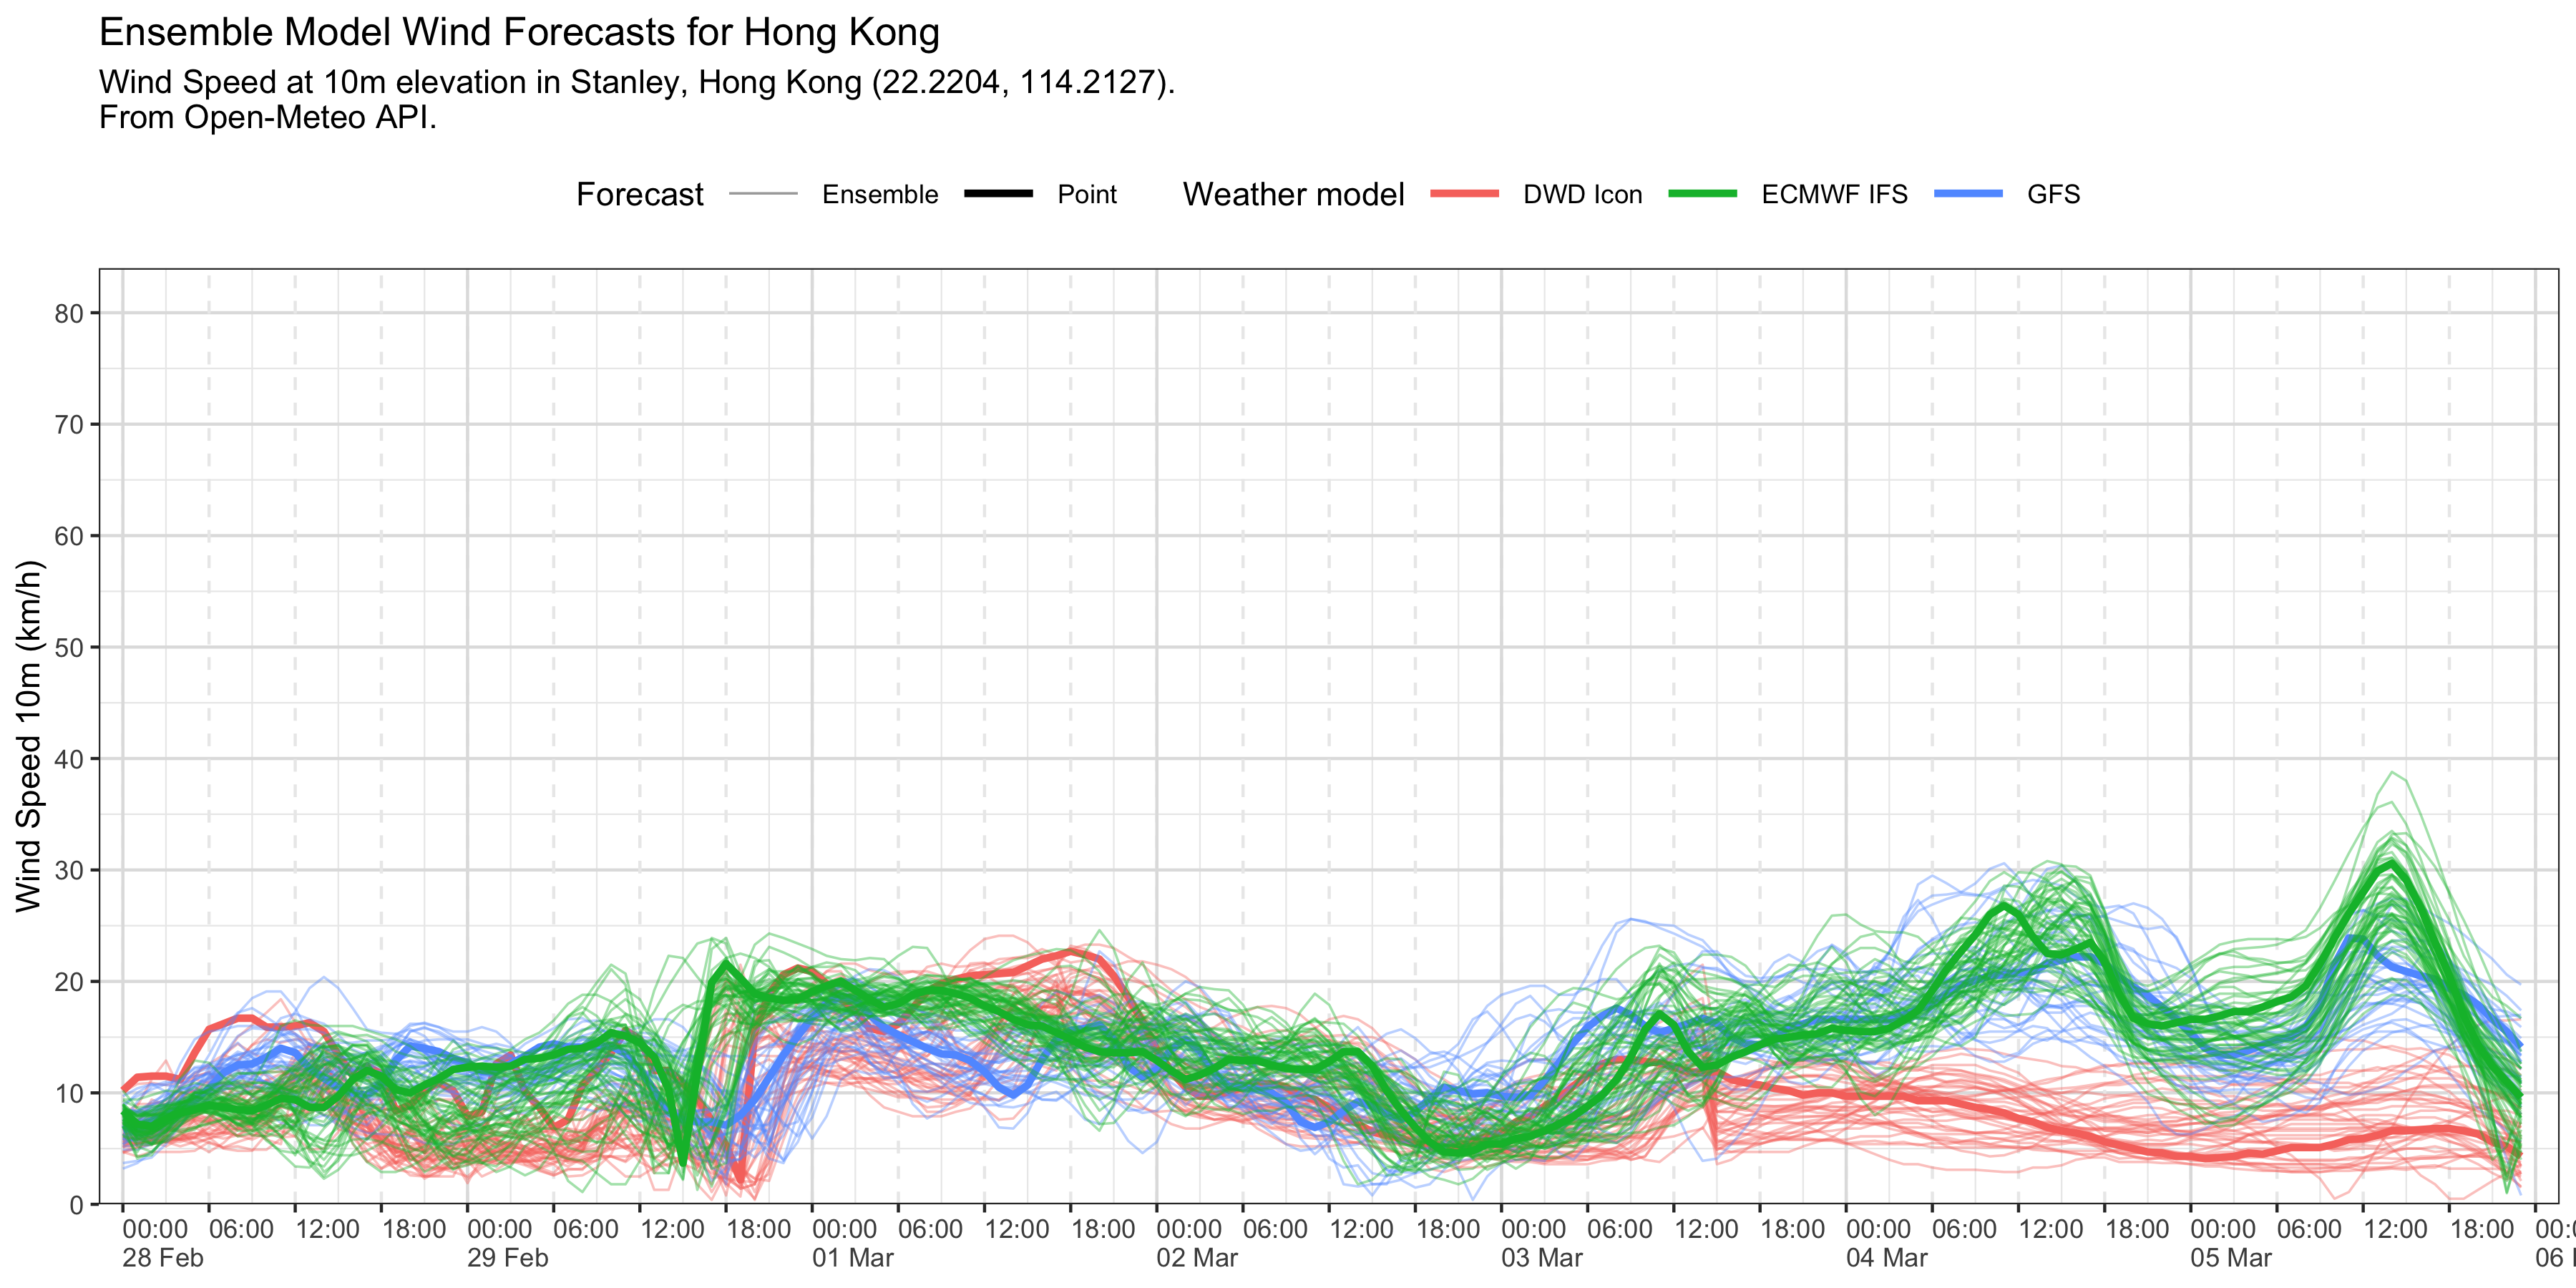 Ensemble Model Wind Forecasts for Hong Kong
Wind Speed at 10m elevation in Stanley, Hong Kong (22.2204, 114.2127).
From Open-Meteo API.
Forecast Ensemble Point Weather model DWD Icon ECMWF IFS GFS
Wind Speed 10m (km/h)
80
70
60
50
40
30
20
10
0
00:00 06:00 12:00 18:00 00:00 06:00 12:00 18:00 00:00 06:00 12:00 18:00 00:00 06:00 12:00 18:00 00:00 06:00 12:00 18:00 00:00 06:00 12:00 18:00 00:00 06:00 12:00 18:00
28 Feb 29 Feb 01 Mar 02 Mar 03 Mar 04 Mar 05 Mar 06